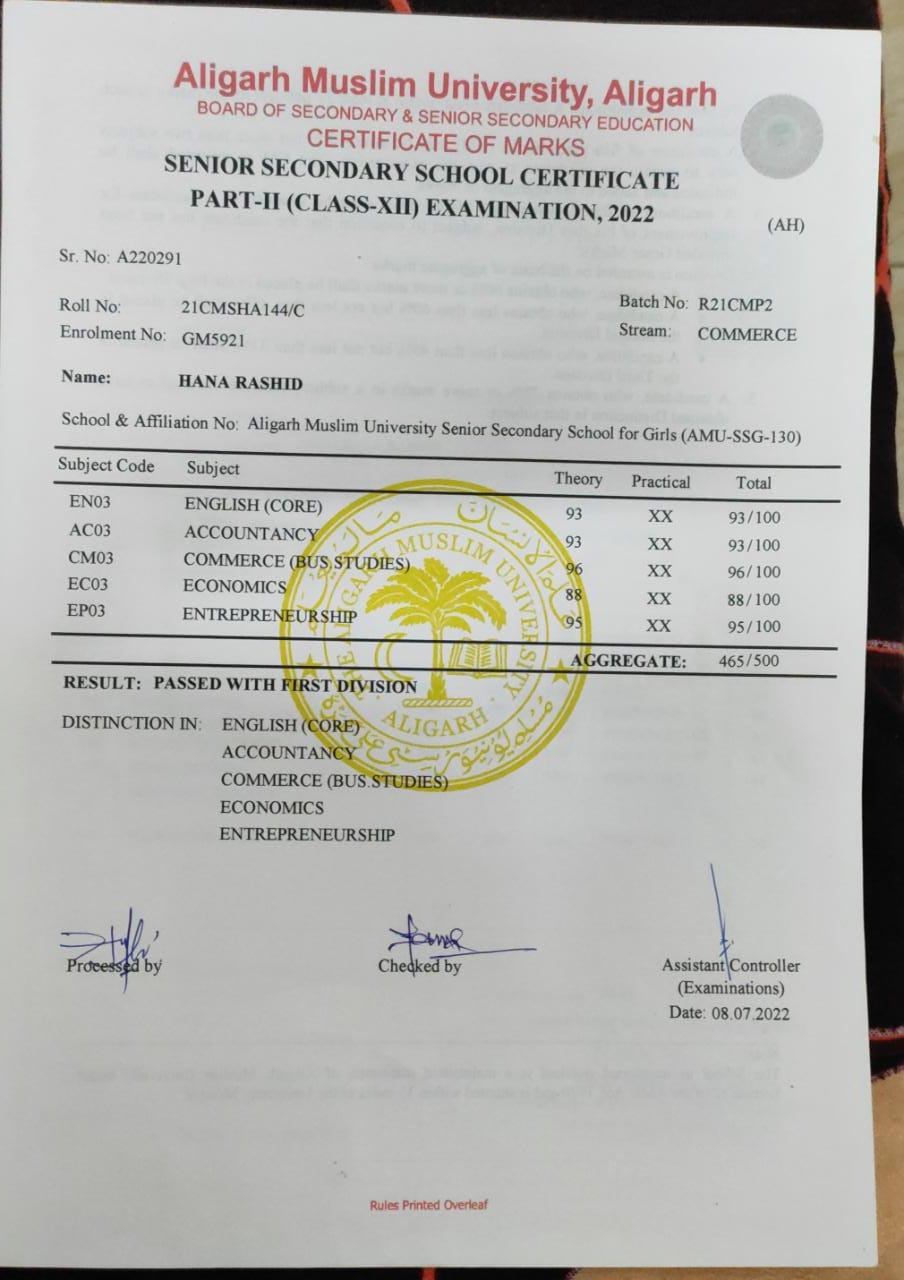 Aligarh Muslim University, Aligarh
BOARD OF SECONDARY & SENIOR SECONDARY EDUCATION
CERTIFICATE OF MARKS
SENIOR SECONDARY SCHOOL CERTIFICATE
PART-II (CLASS-XII) EXAMINATION, 2022
(AH)
Sr. No: A220291
Roll No: 21CMSHA144/C Batch No: R21CMP2
Enrolment No: GM5921 Stream: COMMERCE
Name: HANA RASHID
School & Affiliation No: Aligarh Muslim University Senior Secondary School for Girls (AMU-SSG-130)
Subject Code Subject Theory Practical Total
EN03 ENGLISH (CORE) 93 XX 93/100
AC03 ACCOUNTANCY 93 XX 93/100
CM03 COMMERCE (BUS.STUDIES) 96 XX 96/100
EC03 ECONOMICS 88 XX 88/100
EP03 ENTREPRENEURSHIP 95 XX 95/100
AGGREGATE: 465/500
RESULT: PASSED WITH FIRST DIVISION
DISTINCTION IN: ENGLISH (CORE)
ACCOUNTANCY
COMMERCE (BUS.STUDIES)
ECONOMICS
ENTREPRENEURSHIP
THE ALIGARH MUSLIM UNIVERSITY
ALIGARH
Processed by Checked by Assistant Controller
(Examinations)
Date: 08.07.2022
Rules Printed Overleaf